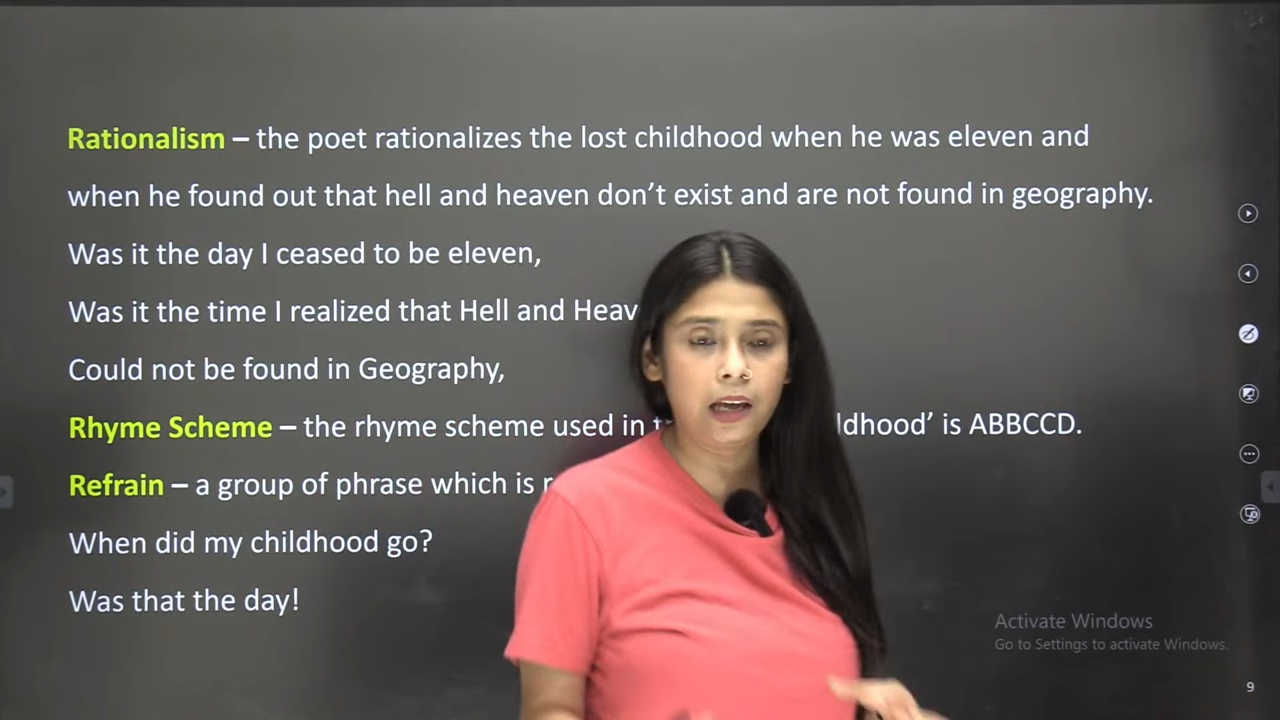 Rationalism – the poet rationalizes the lost childhood when he was eleven and
when he found out that hell and heaven don’t exist and are not found in geography.
Was it the day I ceased to be eleven,
Was it the time I realized that Hell and
Could not be found in Geography,
Rhyme Scheme – the rhyme scheme used in is ABBCCD.
Refrain – a group of phrase which is
When did my childhood go?
Was that the day!
Activate Windows
Go to Settings to activate Windows.
9